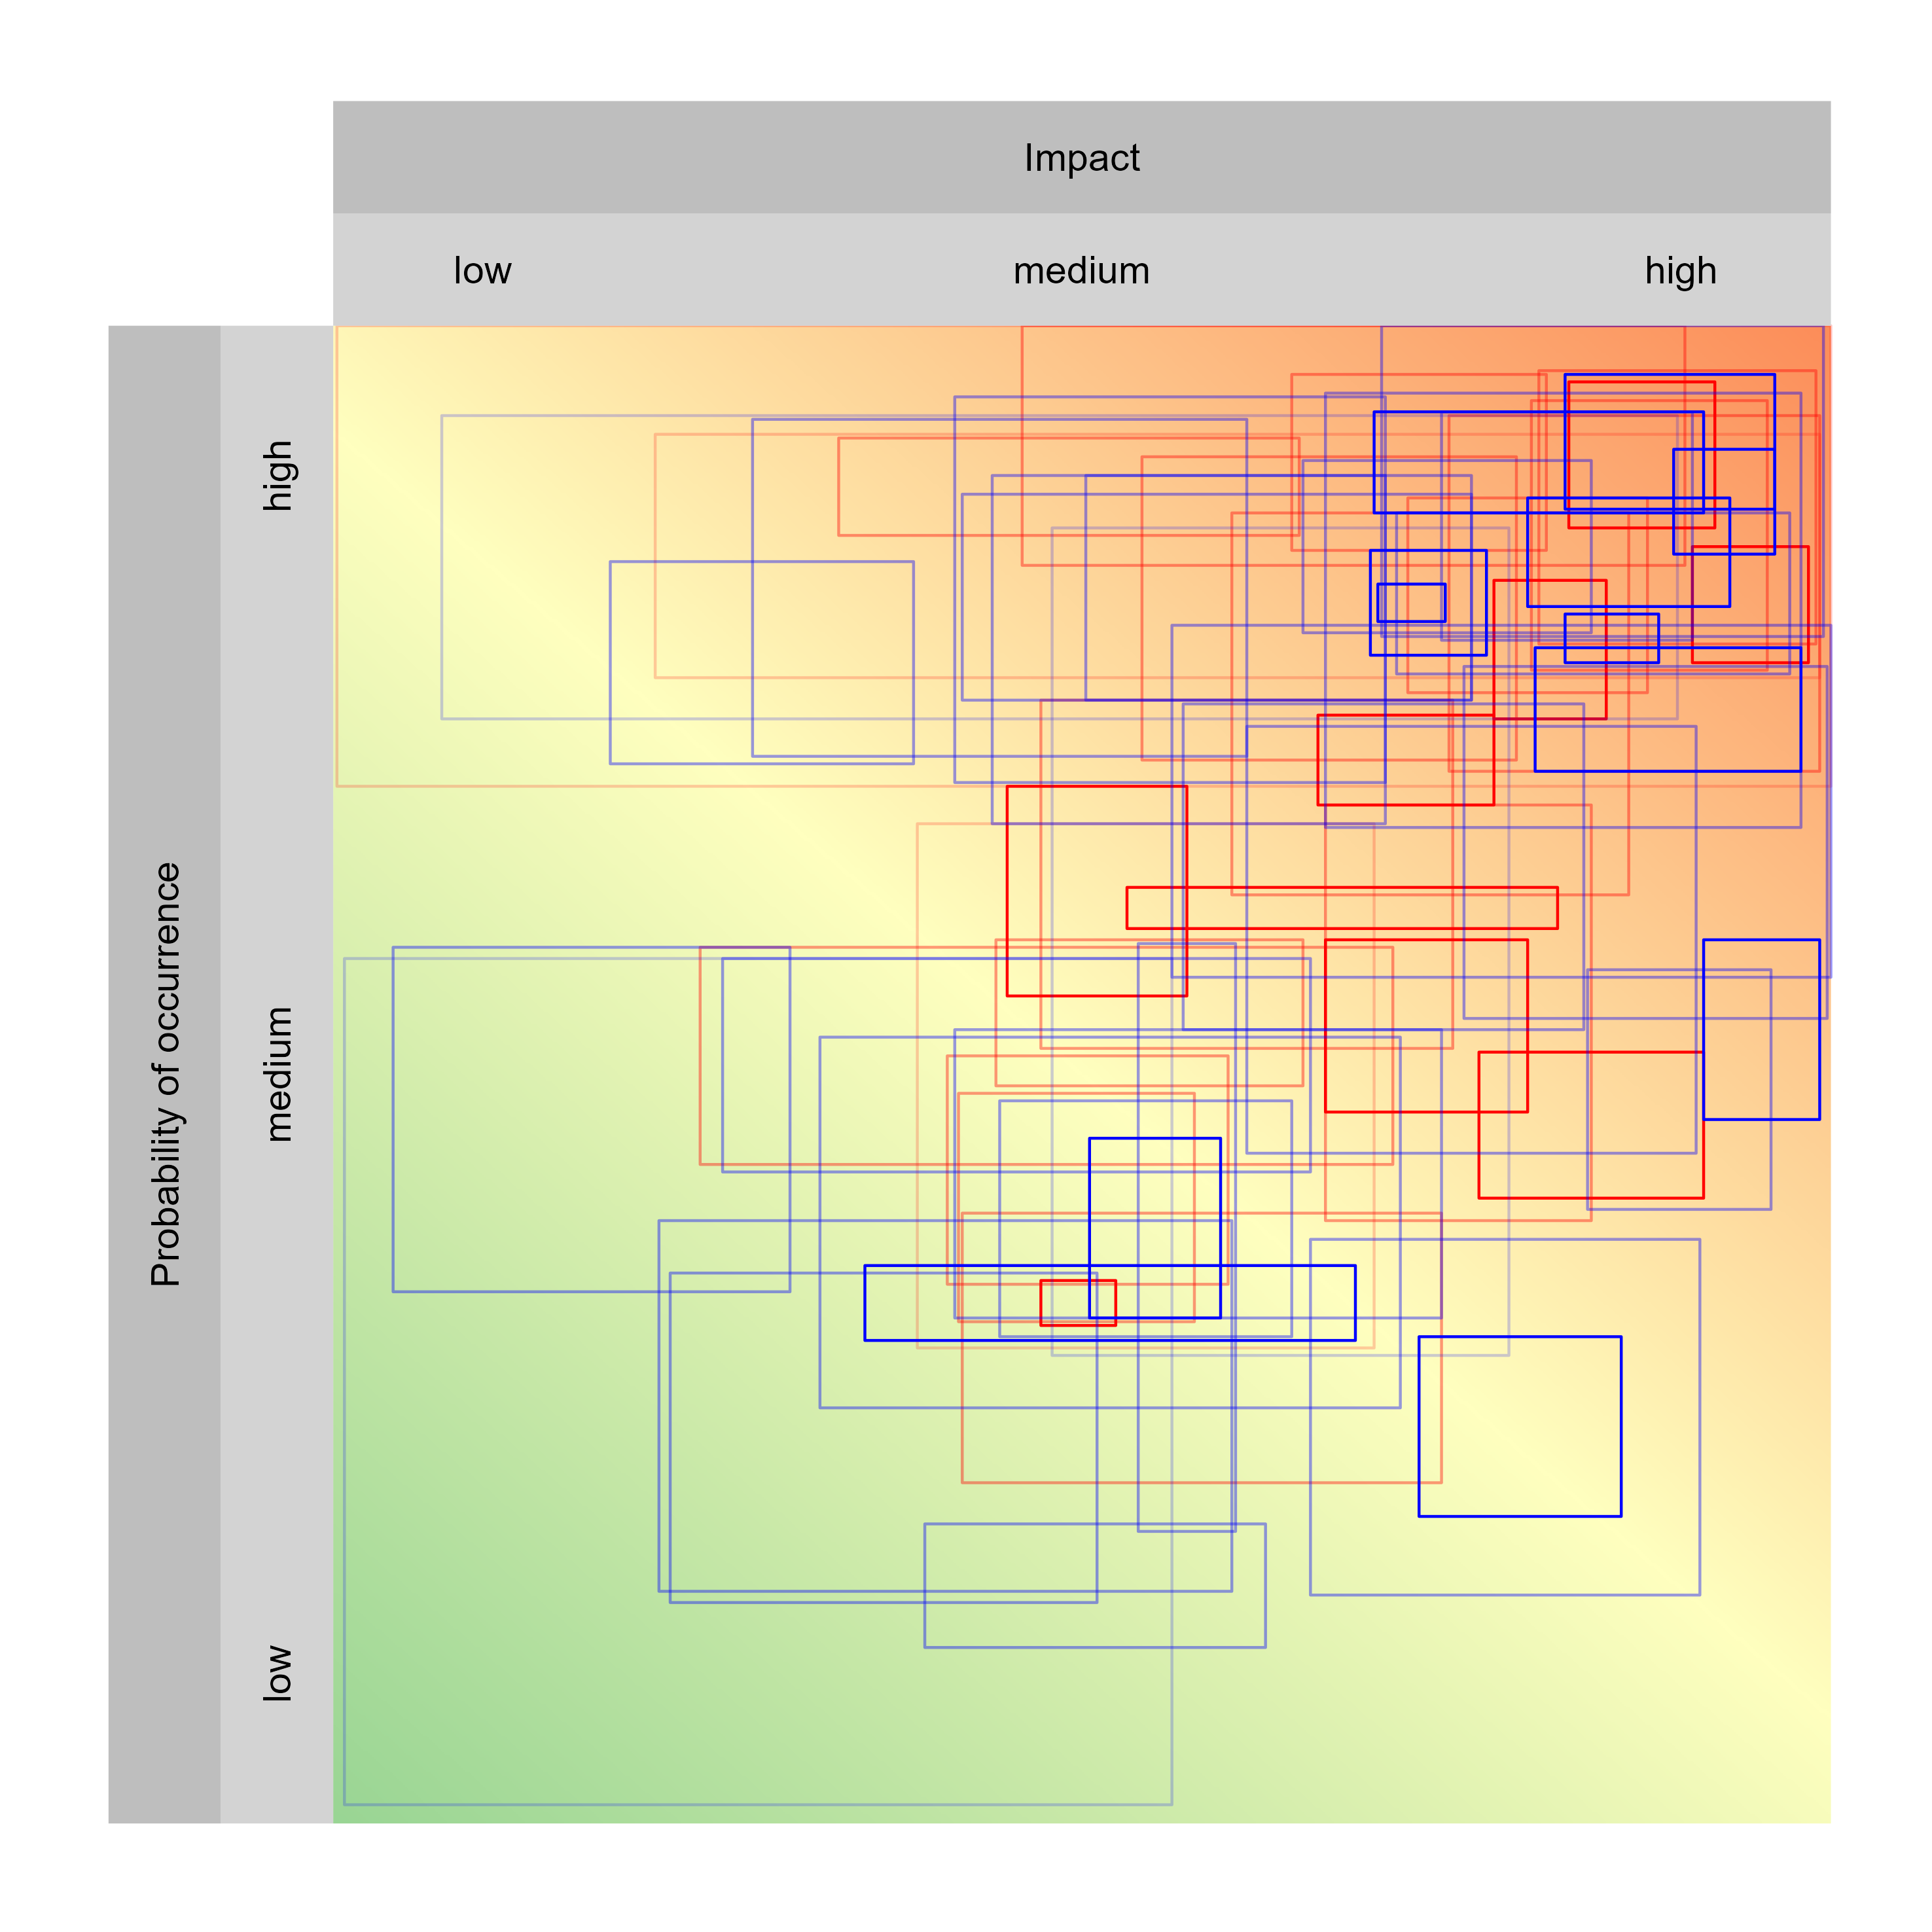 Impact
low medium high
Probability of occurrence
high
medium
low